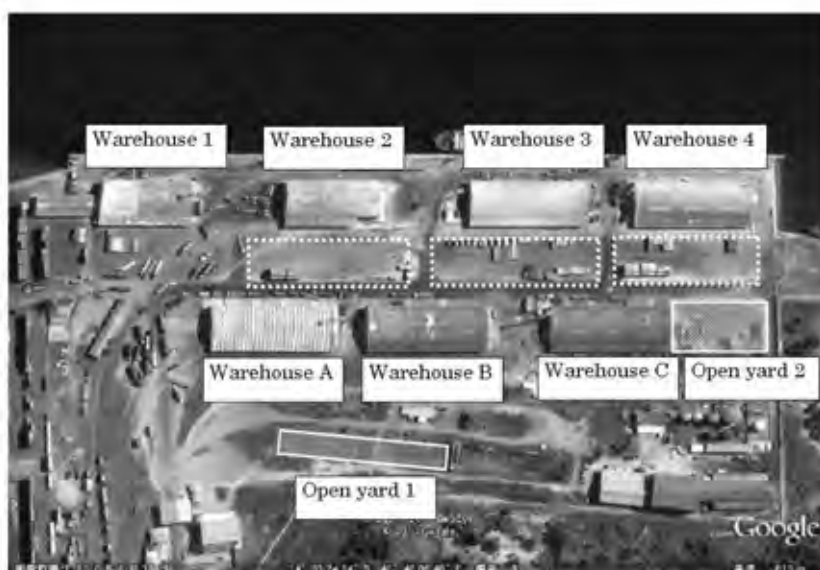 Warehouse 1
Warehouse 2
Warehouse 3
Warehouse 4
Warehouse A
Warehouse B
Warehouse C
Open yard 2
Open yard 1
Google